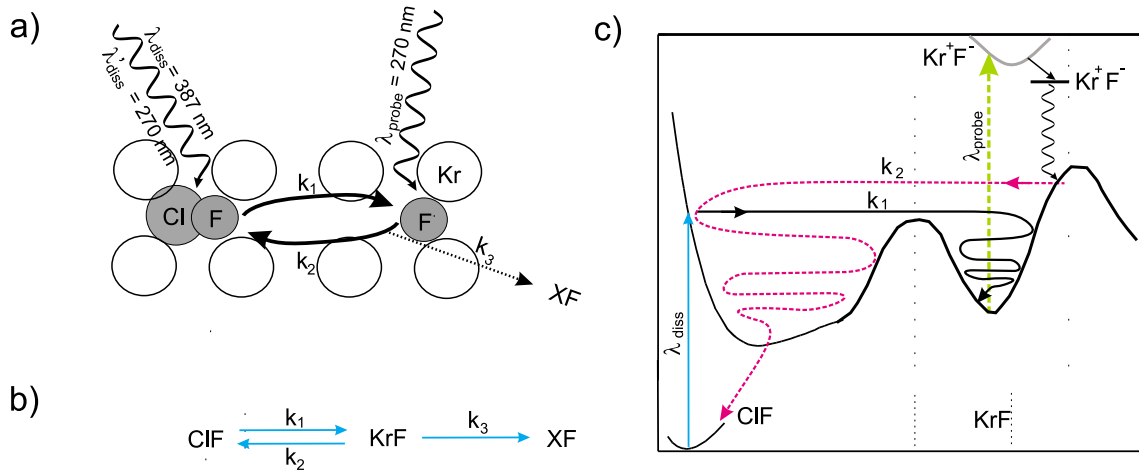 a)
λdiss = 387 nm
λ'diss = 270 nm
λprobe = 270 nm
Kr
k1
Cl
F
F
k2
k3
XF
b)
ClF
k1
k2
KrF
k3
XF
c)
Kr+F-
Kr+F-
λprobe
k2
k1
λ diss
ClF
KrF